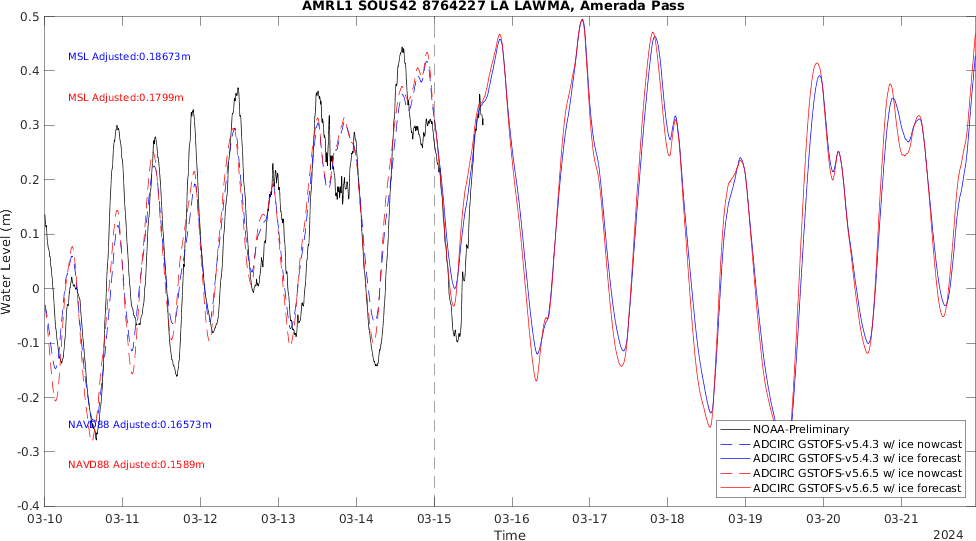 AMRL1 SOUS42 8764227 LA LAWMA, Amerada Pass
0.5
0.4
0.3
0.2
0.1
0
-0.1
-0.2
-0.3
-0.4
Water Level (m)
MSL Adjusted:0.18673m
MSL Adjusted:0.1799m
NAVD88 Adjusted:0.16573m
NAVD88 Adjusted:0.1589m
NOAA-Preliminary
ADCIRC GSTOFS-v5.4.3 w/ ice nowcast
ADCIRC GSTOFS-v5.4.3 w/ ice forecast
ADCIRC GSTOFS-v5.6.5 w/ ice nowcast
ADCIRC GSTOFS-v5.6.5 w/ ice forecast
03-10 03-11 03-12 03-13 03-14 03-15 03-16 03-17 03-18 03-19 03-20 03-21
Time
2024